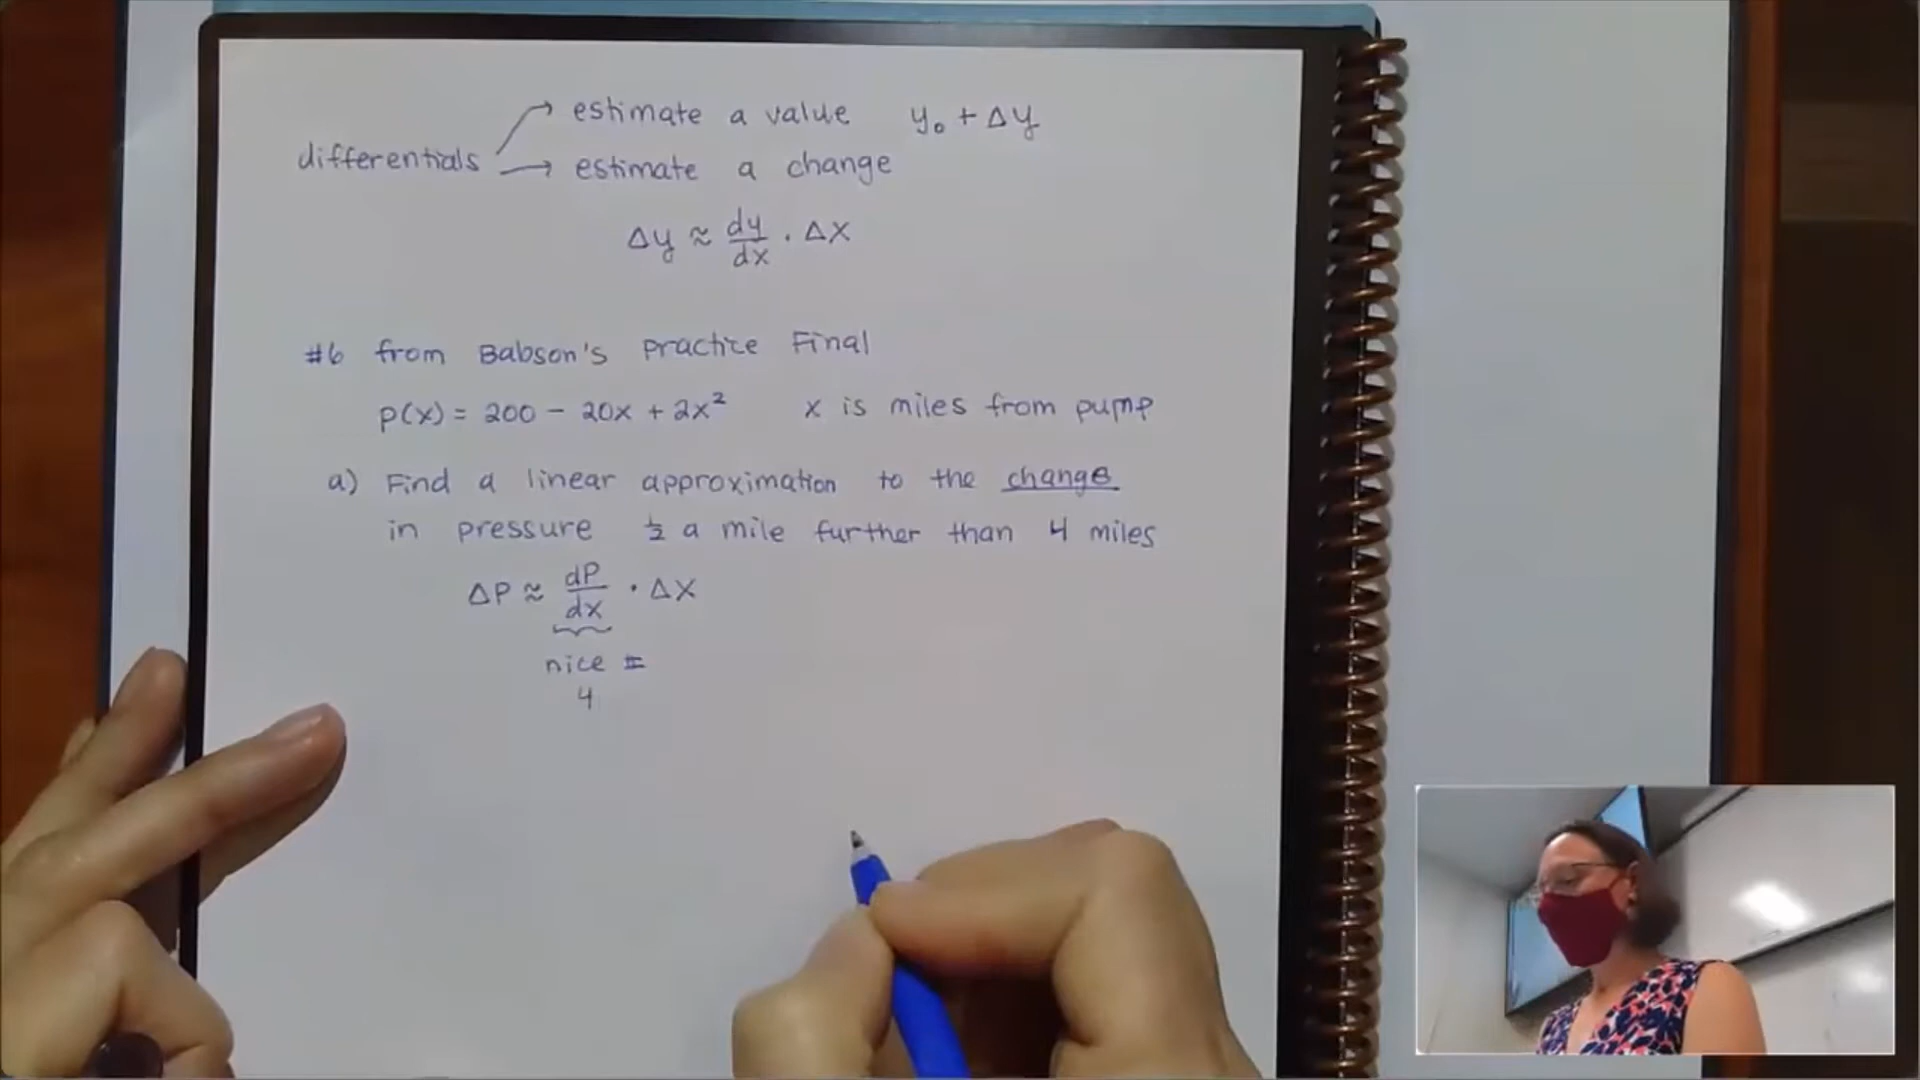 estimate a value y₀ + Δy
differentials
estimate a change
Δy ≈ dy/dx · Δx
#6 from Babson's Practice Final
P(x) = 200 - 20x + 2x² x is miles from pump
a) Find a linear approximation to the change
in pressure ½ a mile further than 4 miles
ΔP ≈ dP/dx · Δx
nice #
4